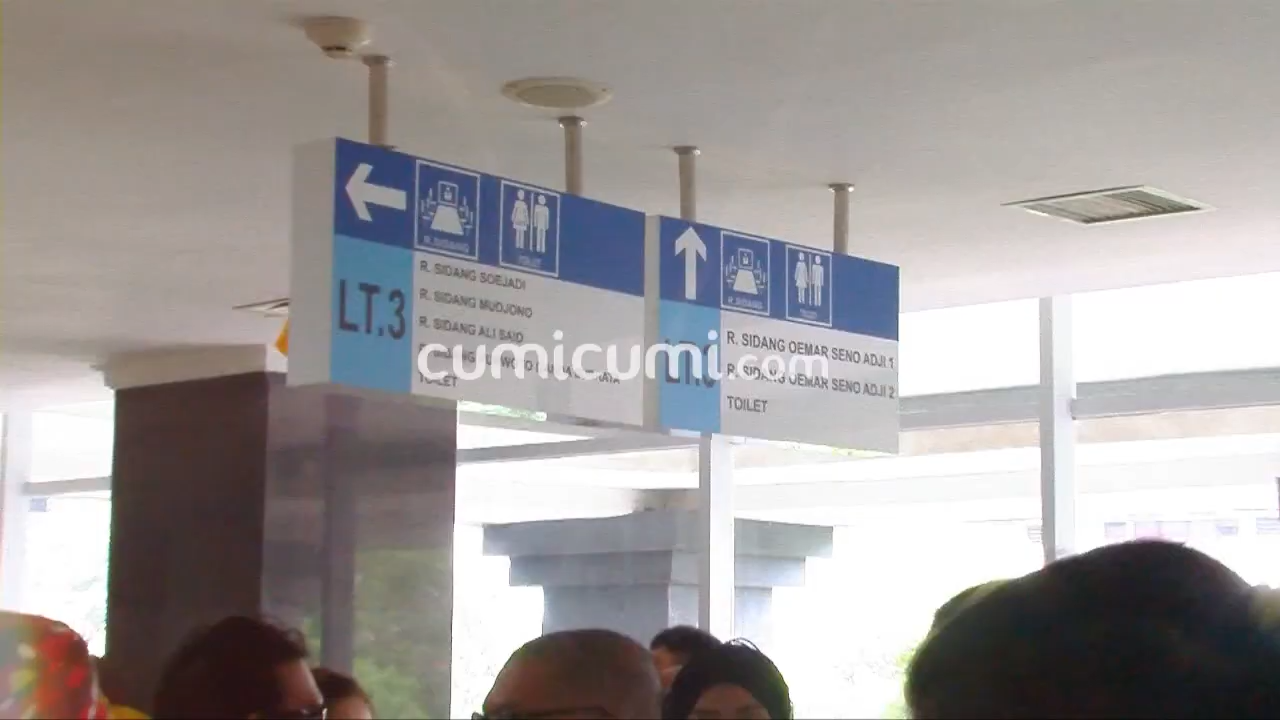 R. SIDANG
TOILET
LT.3
R. SIDANG SOEJADI
R. SIDANG MUDJONO
R. SIDANG ALI SAID
R. SIDANG
TOILET
R. SIDANG
TOILET
R. SIDANG OEMAR SENO ADJI 1
R. SIDANG OEMAR SENO ADJI 2
TOILET
cumicumi.com